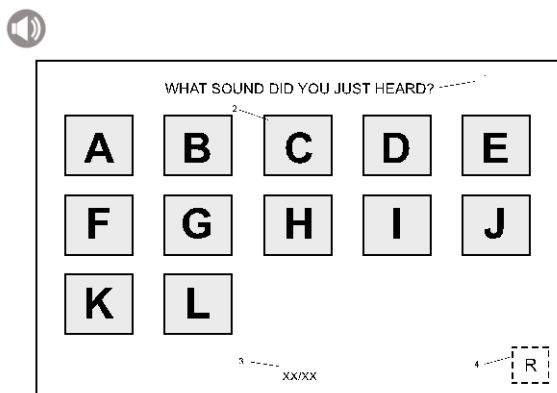 WHAT SOUND DID YOU JUST HEARD?
2
A B C D E
F G H I J
K L
3
XX/XX
4
R